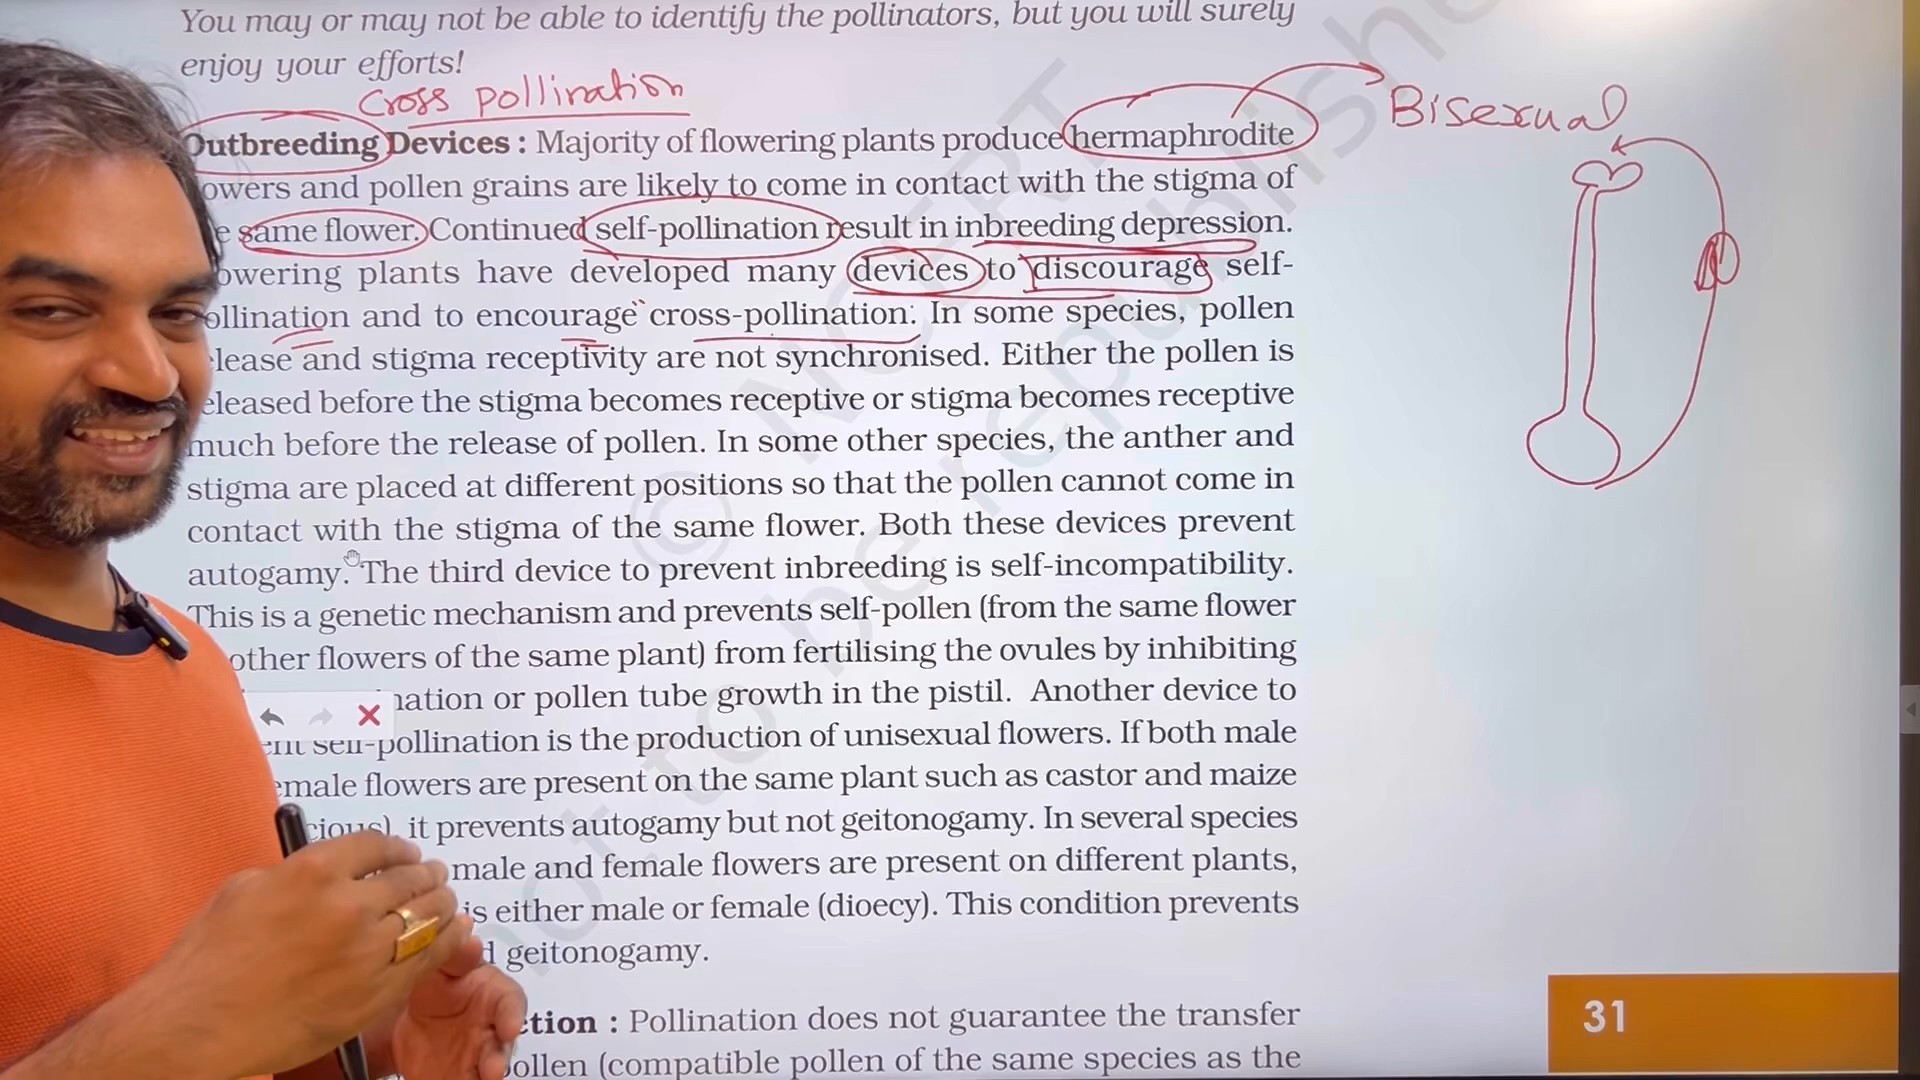 You may or may not be able to identify the pollinators, but you will surely
enjoy your efforts!
Cross pollination
Outbreeding Devices : Majority of flowering plants produce hermaphrodite
Bisexual
owers and pollen grains are likely to come in contact with the stigma of
e same flower. Continued self-pollination result in inbreeding depression.
owering plants have developed many devices to discourage self-
ollination and to encourage cross-pollination. In some species, pollen
lease and stigma receptivity are not synchronised. Either the pollen is
eleased before the stigma becomes receptive or stigma becomes receptive
much before the release of pollen. In some other species, the anther and
stigma are placed at different positions so that the pollen cannot come in
contact with the stigma of the same flower. Both these devices prevent
autogamy. The third device to prevent inbreeding is self-incompatibility.
This is a genetic mechanism and prevents self-pollen (from the same flower
other flowers of the same plant) from fertilising the ovules by inhibiting
nation or pollen tube growth in the pistil. Another device to
ent self-pollination is the production of unisexual flowers. If both male
emale flowers are present on the same plant such as castor and maize
cious), it prevents autogamy but not geitonogamy. In several species
male and female flowers are present on different plants,
is either male or female (dioecy). This condition prevents
d geitonogamy.
ction : Pollination does not guarantee the transfer
ollen (compatible pollen of the same species as the
31
© NCERT
not to be republished